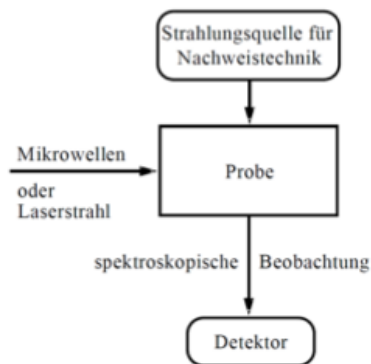 Strahlungsquelle für
Nachweistechnik
Mikrowellen
oder
Laserstrahl
Probe
spektroskopische Beobachtung
Detektor